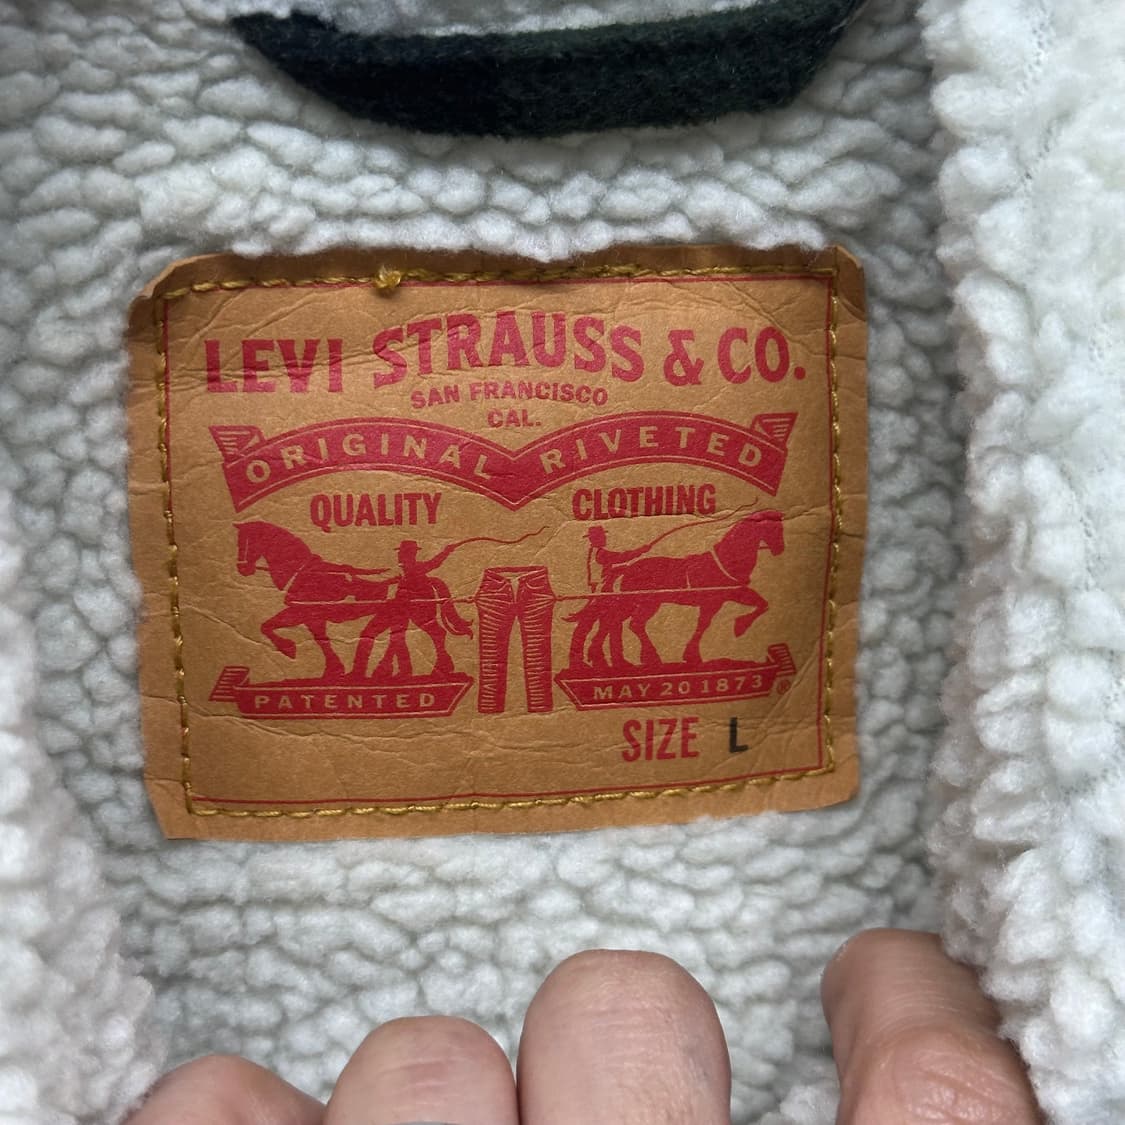 LEVI STRAUSS & CO.
SAN FRANCISCO
CAL.
ORIGINAL RIVETED
QUALITY CLOTHING
PATENTED MAY 20 1873 ®
SIZE L